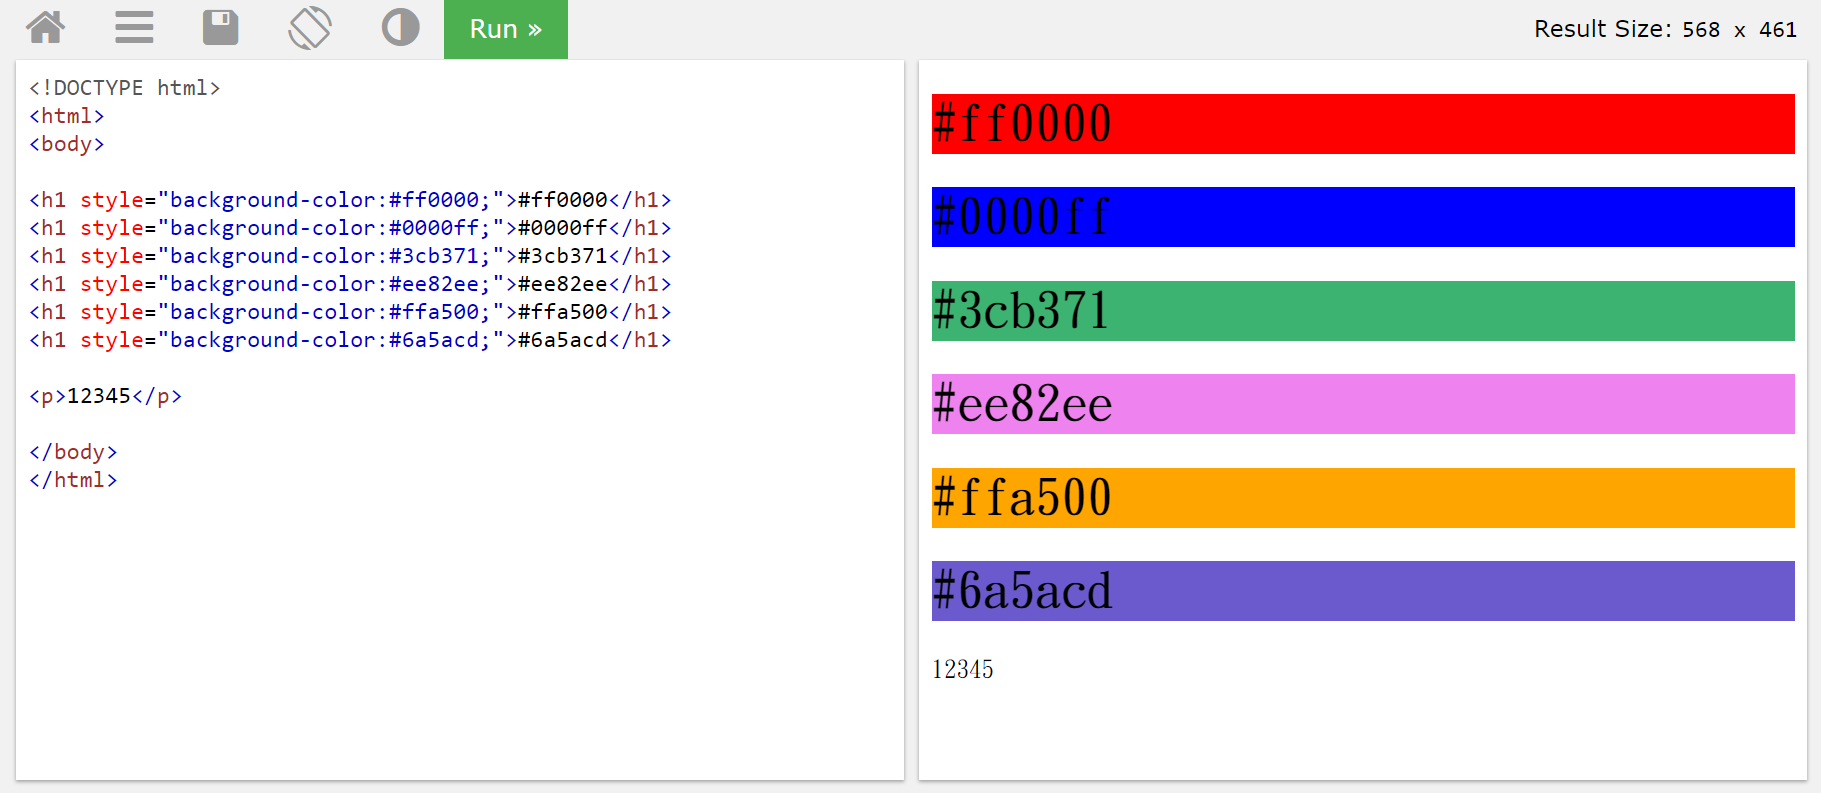 Run »
Result Size: 568 x 461
<!DOCTYPE html>
<html>
<body>
<h1 style="background-color:#ff0000;">#ff0000</h1>
<h1 style="background-color:#0000ff;">#0000ff</h1>
<h1 style="background-color:#3cb371;">#3cb371</h1>
<h1 style="background-color:#ee82ee;">#ee82ee</h1>
<h1 style="background-color:#ffa500;">#ffa500</h1>
<h1 style="background-color:#6a5acd;">#6a5acd</h1>
<p>12345</p>
</body>
</html>
#ff0000
#0000ff
#3cb371
#ee82ee
#ffa500
#6a5acd
12345